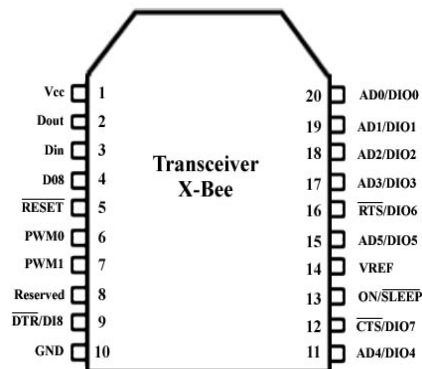 Vcc 1 20 AD0/DIO0
Dout 2 19 AD1/DIO1
Din 3 18 AD2/DIO2
D08 4 17 AD3/DIO3
Transceiver
X-Bee
RESET 5 16 RTS/DIO6
PWM0 6 15 AD5/DIO5
PWM1 7 14 VREF
Reserved 8 13 ON/SLEEP
DTR/DI8 9 12 CTS/DIO7
GND 10 11 AD4/DIO4